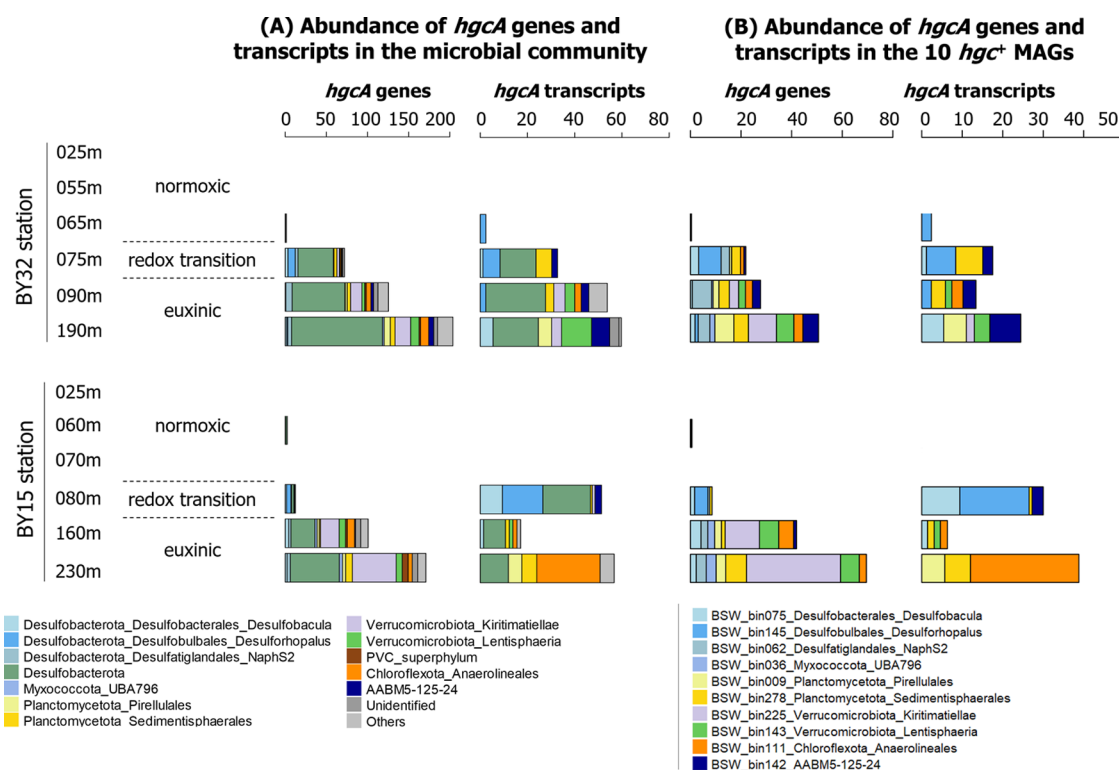 (A) Abundance of hgcA genes and
transcripts in the microbial community
(B) Abundance of hgcA genes and
transcripts in the 10 hgc+ MAGs
hgcA genes
hgcA transcripts
hgcA genes
hgcA transcripts
0 50 100 150 200
0 20 40 60 80
0 20 40 60 80
0 10 20 30 40 50
BY32 station
025m
055m
normoxic
065m
075m
redox transition
090m
euxinic
190m
BY15 station
025m
060m
normoxic
070m
080m
redox transition
160m
euxinic
230m
Desulfobacterota_Desulfobacterales_Desulfobacula
Desulfobacterota_Desulfobulbales_Desulforhopalus
Desulfobacterota_Desulfatiglandales_NaphS2
Desulfobacterota
Myxococcota_UBA796
Planctomycetota_Pirellulales
Planctomycetota_Sedimentisphaerales
Verrucomicrobiota_Kiritimatiellae
Verrucomicrobiota_Lentisphaeria
PVC_superphylum
Chloroflexota_Anaerolineales
AABM5-125-24
Unidentified
Others
BSW_bin075_Desulfobacterales_Desulfobacula
BSW_bin145_Desulfobulbales_Desulforhopalus
BSW_bin062_Desulfatiglandales_NaphS2
BSW_bin036_Myxococcota_UBA796
BSW_bin009_Planctomycetota_Pirellulales
BSW_bin278_Planctomycetota_Sedimentisphaerales
BSW_bin225_Verrucomicrobiota_Kiritimatiellae
BSW_bin143_Verrucomicrobiota_Lentisphaeria
BSW_bin111_Chloroflexota_Anaerolineales
BSW_bin142_AABM5-125-24